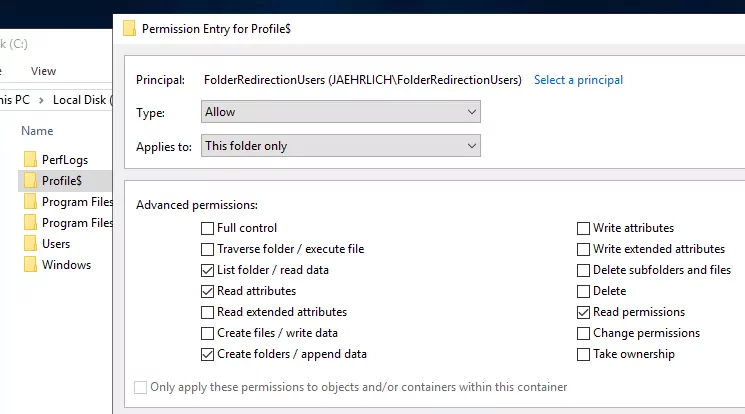 k (C:)
Permission Entry for Profile$
e
View
Principal: FolderRedirectionUsers (JAEHRLICH\FolderRedirectionUsers) Select a principal
his PC > Local Disk (
Type: Allow
Applies to: This folder only
Name
PerfLogs
Profile$
Program Files
Program Files
Users
Windows
Advanced permissions:
Full control
Write attributes
Traverse folder / execute file
Write extended attributes
List folder / read data
Delete subfolders and files
Read attributes
Delete
Read extended attributes
Read permissions
Create files / write data
Change permissions
Create folders / append data
Take ownership
Only apply these permissions to objects and/or containers within this container